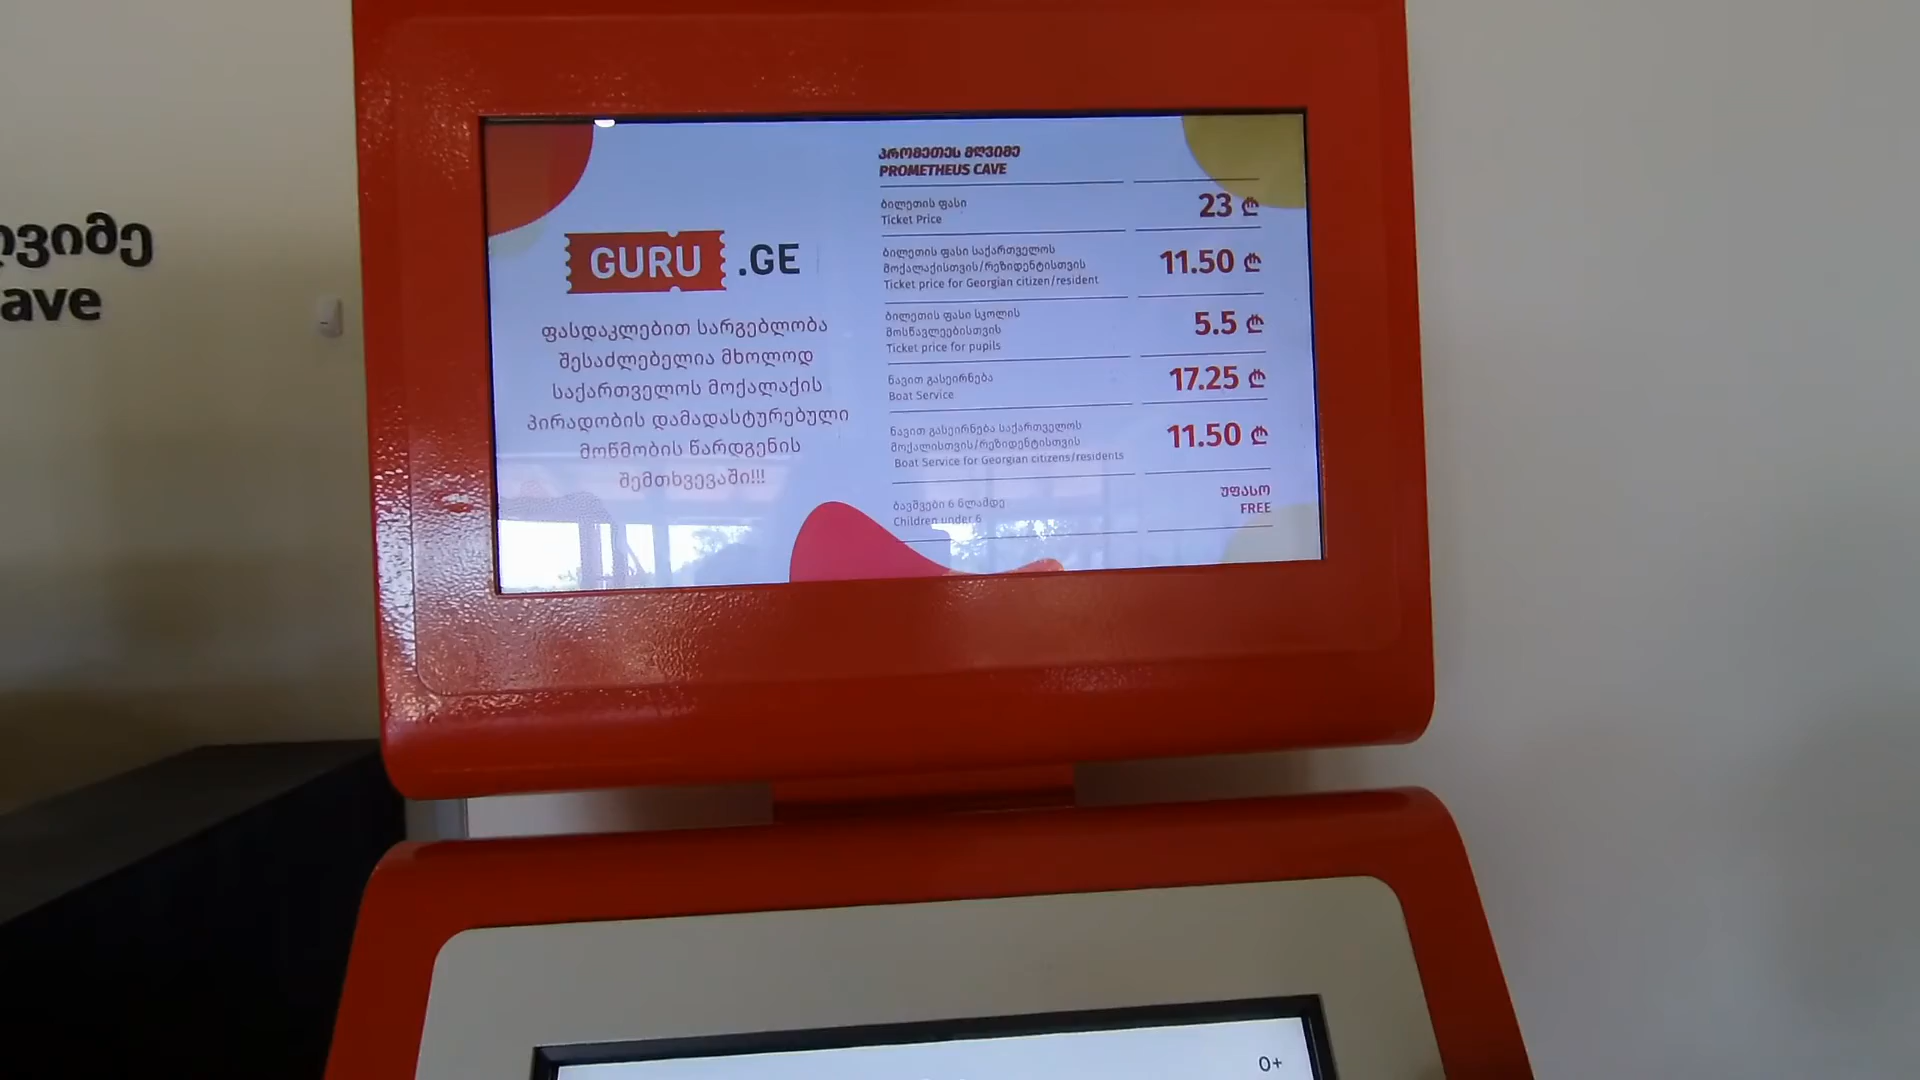 ღვიმე
ave
GURU .GE
ფასდაკლებით სარგებლობა
შესაძლებელია მხოლოდ
საქართველოს მოქალაქის
პირადობის დამადასტურებელი
მოწმობის წარდგენის
შემთხვევაში!!!
პრომეთეს მღვიმე
PROMETHEUS CAVE
ბილეთის ფასი
Ticket Price
23 ₾
ბილეთის ფასი საქართველოს
მოქალაქისთვის/რეზიდენტისთვის
Ticket price for Georgian citizen/resident
11.50 ₾
ბილეთის ფასი სკოლის
მოსწავლეებისთვის
Ticket price for pupils
5.5 ₾
ნავით გასეირნება
Boat Service
17.25 ₾
ნავით გასეირნება საქართველოს
მოქალისთვის/რეზიდენტისთვის
Boat Service for Georgian citizens/residents
11.50 ₾
ბავშვები 6 წლამდე
Children under 6
უფასო
FREE
0+